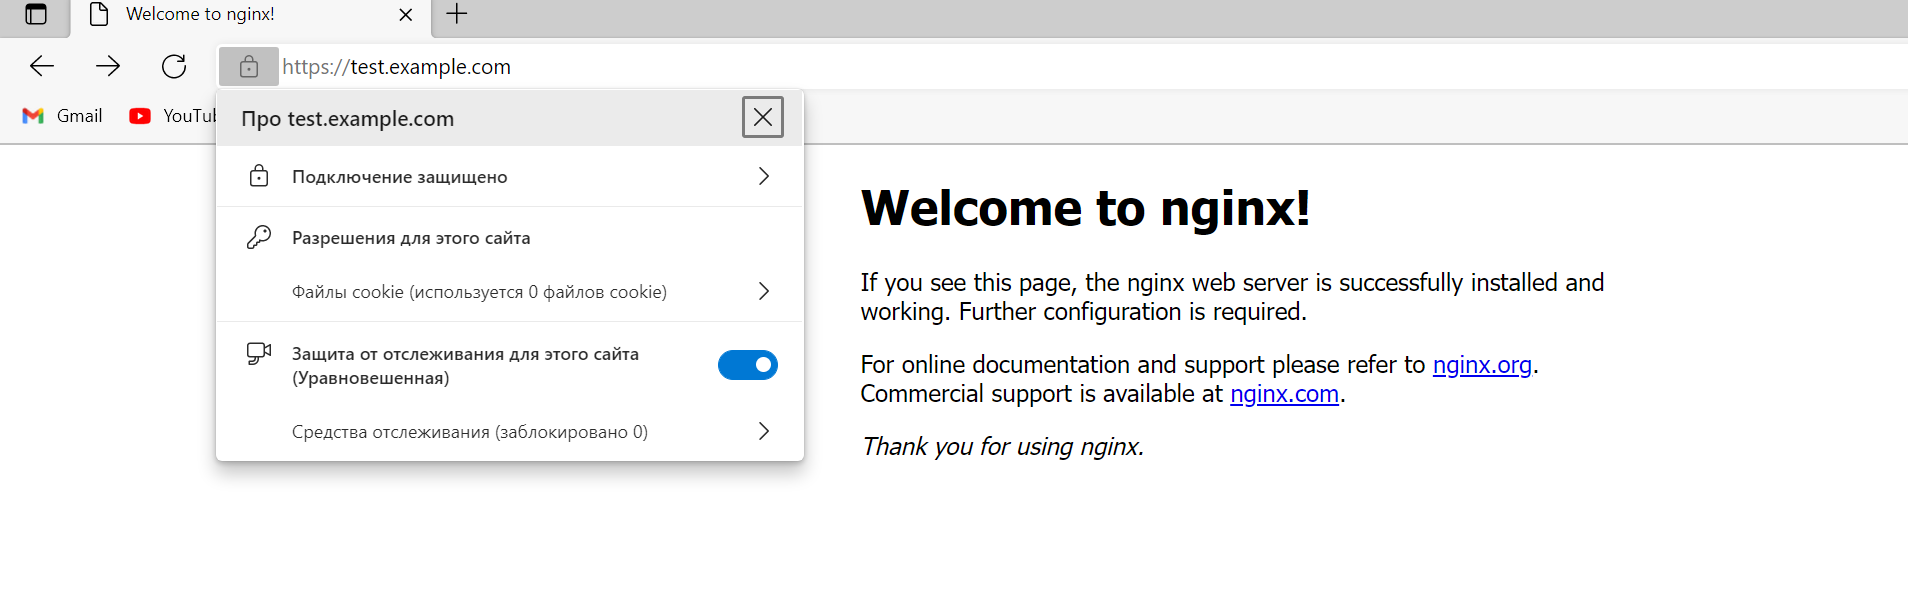 Welcome to nginx!
https://test.example.com
Gmail
YouTu
Про test.example.com
Подключение защищено
Разрешения для этого сайта
Файлы cookie (используется 0 файлов cookie)
Защита от отслеживания для этого сайта
(Уравновешенная)
Средства отслеживания (заблокировано 0)
Welcome to nginx!
If you see this page, the nginx web server is successfully installed and
working. Further configuration is required.
For online documentation and support please refer to nginx.org.
Commercial support is available at nginx.com.
Thank you for using nginx.